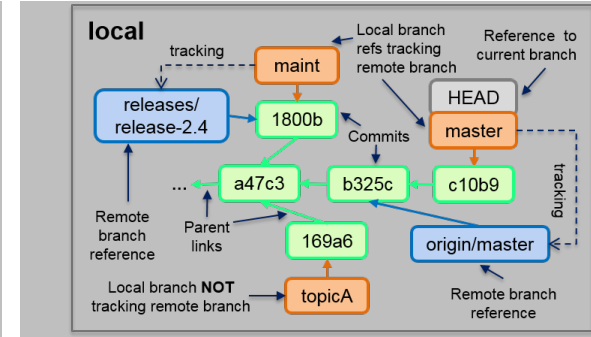 local
Local branch
refs tracking
remote branch
Reference to
current branch
tracking
maint
HEAD
releases/
release-2.4
1800b
master
Commits
...
a47c3
b325c
c10b9
tracking
Remote
branch
reference
Parent
links
169a6
origin/master
Local branch NOT
tracking remote branch
topicA
Remote branch
reference